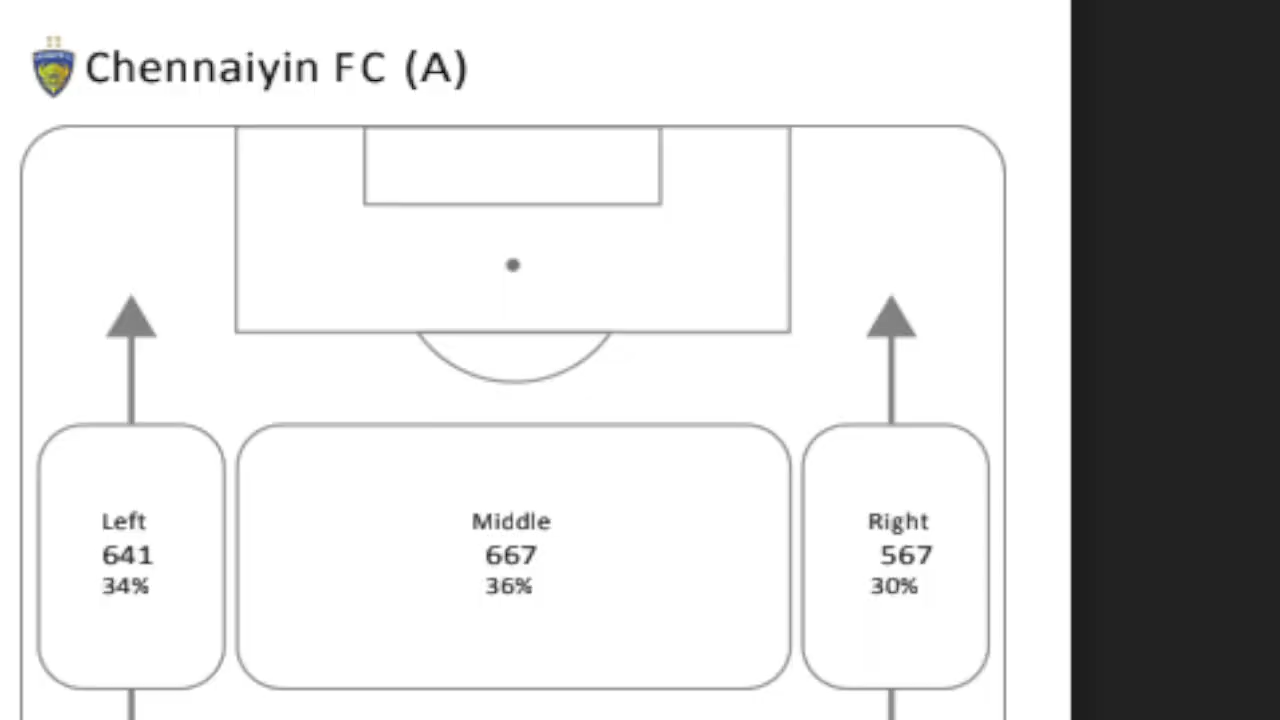 Chennaiyin FC (A)
Left
641
34%
Middle
667
36%
Right
567
30%